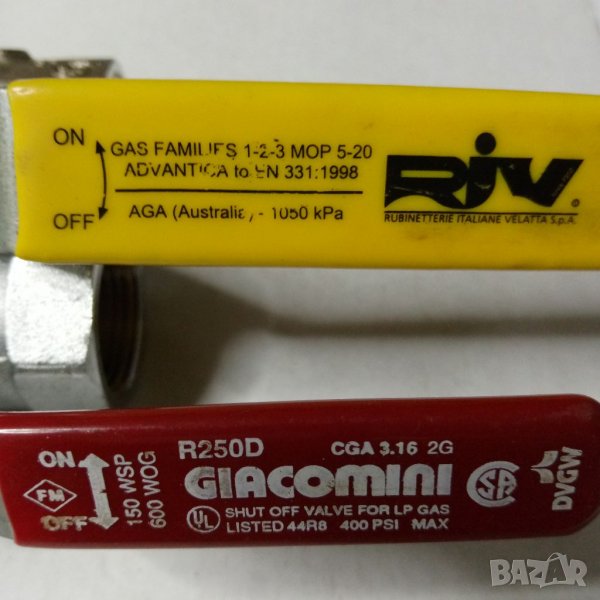 ON
OFF
GAS FAMILIES 1-2-3 MOP 5-20
ADVANTICA to EN 331:1998
AGA (Australia) - 1050 kPa
RIV
RUBINETTERIE ITALIANE VELATTA S.p.A.
ON
FM
OFF
150 WSP
600 WOG
R250D CGA 3.16 2G
GIACOMINI
UL SHUT OFF VALVE FOR LP GAS
LISTED 44R8 400 PSI MAX
CSA
DVGW
BAZAR